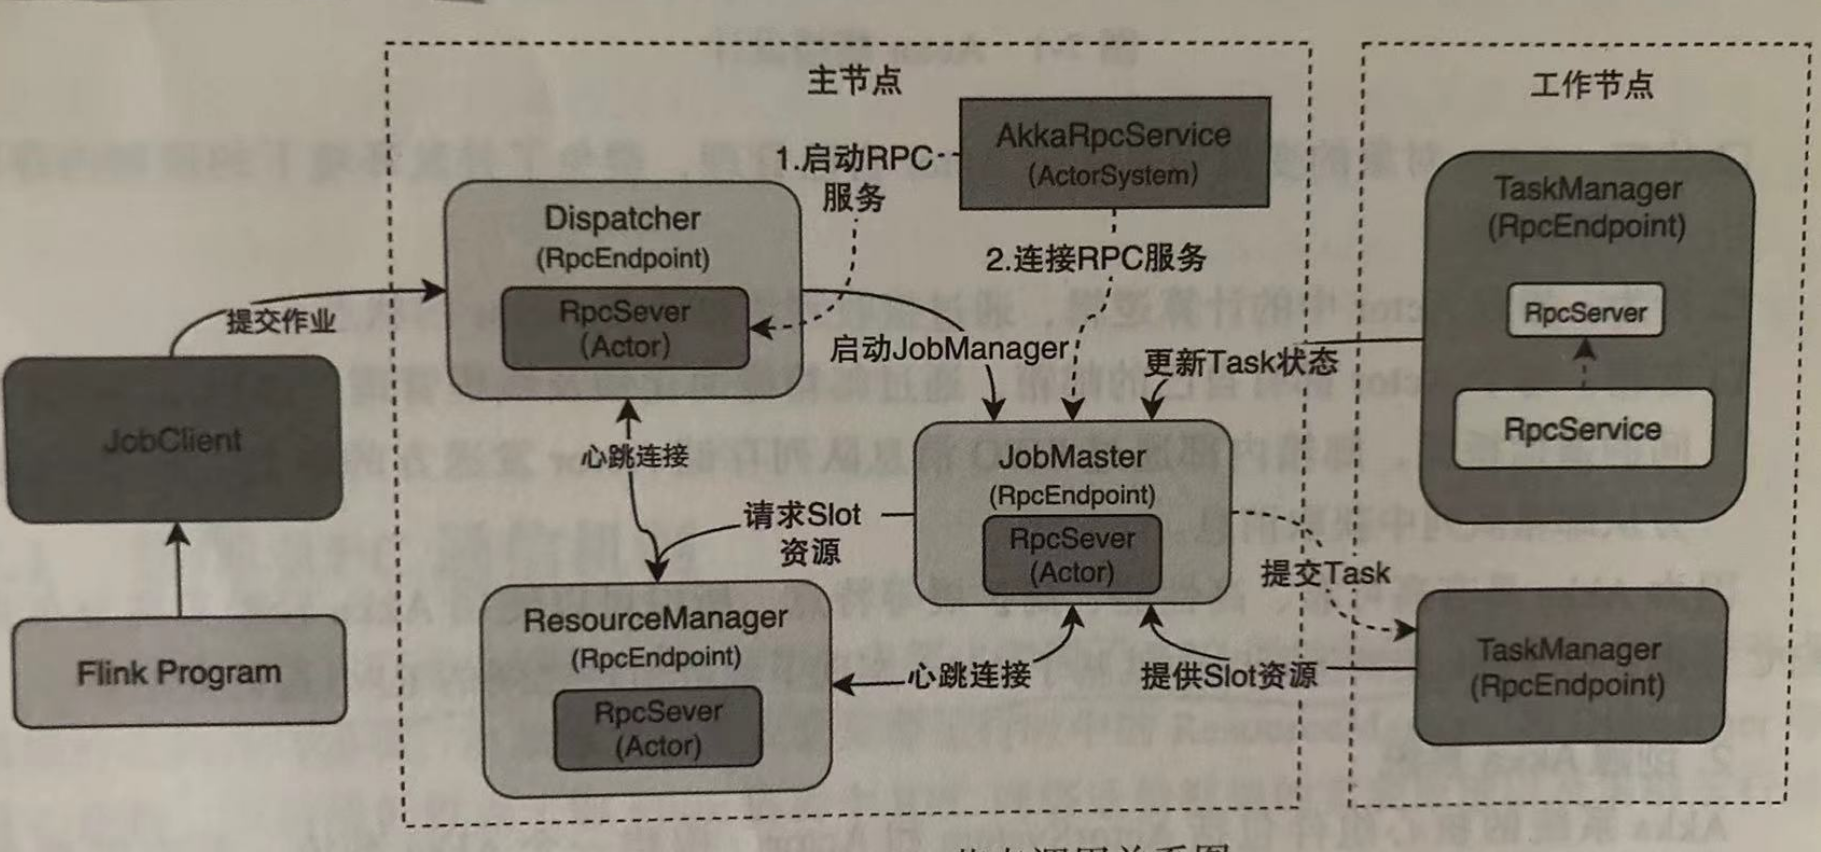 主节点
工作节点
AkkaRpcService
(ActorSystem)
1.启动RPC
服务
2.连接RPC服务
Dispatcher
(RpcEndpoint)
RpcSever
(Actor)
提交作业
启动JobManager
更新Task状态
TaskManager
(RpcEndpoint)
RpcServer
RpcService
JobClient
心跳连接
JobMaster
(RpcEndpoint)
RpcSever
(Actor)
请求Slot
资源
提交Task
Flink Program
ResourceManager
(RpcEndpoint)
RpcSever
(Actor)
心跳连接
提供Slot资源
TaskManager
(RpcEndpoint)